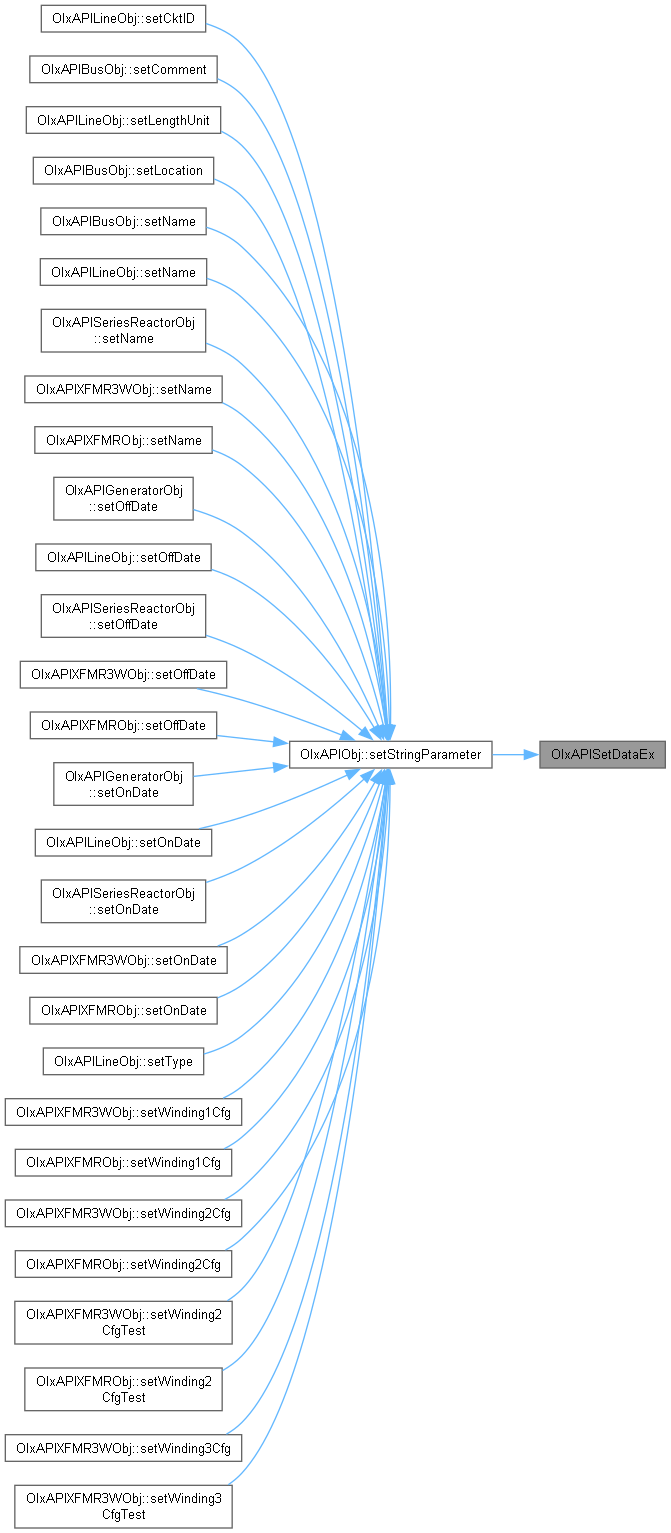 OlxAPILineObj::setCktID
OlxAPIBusObj::setComment
OlxAPILineObj::setLengthUnit
OlxAPIBusObj::setLocation
OlxAPIBusObj::setName
OlxAPILineObj::setName
OlxAPISeriesReactorObj
::setName
OlxAPIXFMR3WObj::setName
OlxAPIXFMRObj::setName
OlxAPIGeneratorObj
::setOffDate
OlxAPILineObj::setOffDate
OlxAPISeriesReactorObj
::setOffDate
OlxAPIXFMR3WObj::setOffDate
OlxAPIXFMRObj::setOffDate
OlxAPIObj::setStringParameter
OlxAPISetDataEx
OlxAPIGeneratorObj
::setOnDate
OlxAPILineObj::setOnDate
OlxAPISeriesReactorObj
::setOnDate
OlxAPIXFMR3WObj::setOnDate
OlxAPIXFMRObj::setOnDate
OlxAPILineObj::setType
OlxAPIXFMR3WObj::setWinding1Cfg
OlxAPIXFMRObj::setWinding1Cfg
OlxAPIXFMR3WObj::setWinding2Cfg
OlxAPIXFMRObj::setWinding2Cfg
OlxAPIXFMR3WObj::setWinding2
CfgTest
OlxAPIXFMRObj::setWinding2
CfgTest
OlxAPIXFMR3WObj::setWinding3Cfg
OlxAPIXFMR3WObj::setWinding3
CfgTest